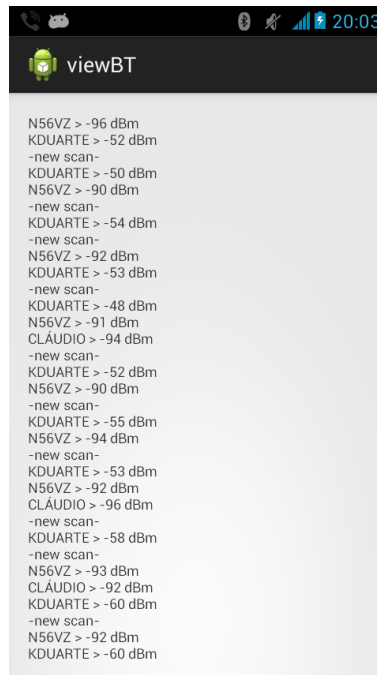 20:03
viewBT
N56VZ > -96 dBm
KDUARTE > -52 dBm
-new scan-
KDUARTE > -50 dBm
N56VZ > -90 dBm
-new scan-
KDUARTE > -54 dBm
-new scan-
N56VZ > -92 dBm
KDUARTE > -53 dBm
-new scan-
KDUARTE > -48 dBm
N56VZ > -91 dBm
CLÁUDIO > -94 dBm
-new scan-
KDUARTE > -52 dBm
N56VZ > -90 dBm
-new scan-
KDUARTE > -55 dBm
N56VZ > -94 dBm
-new scan-
KDUARTE > -53 dBm
N56VZ > -92 dBm
CLÁUDIO > -96 dBm
-new scan-
KDUARTE > -58 dBm
-new scan-
N56VZ > -93 dBm
CLÁUDIO > -92 dBm
KDUARTE > -60 dBm
-new scan-
N56VZ > -92 dBm
KDUARTE > -60 dBm